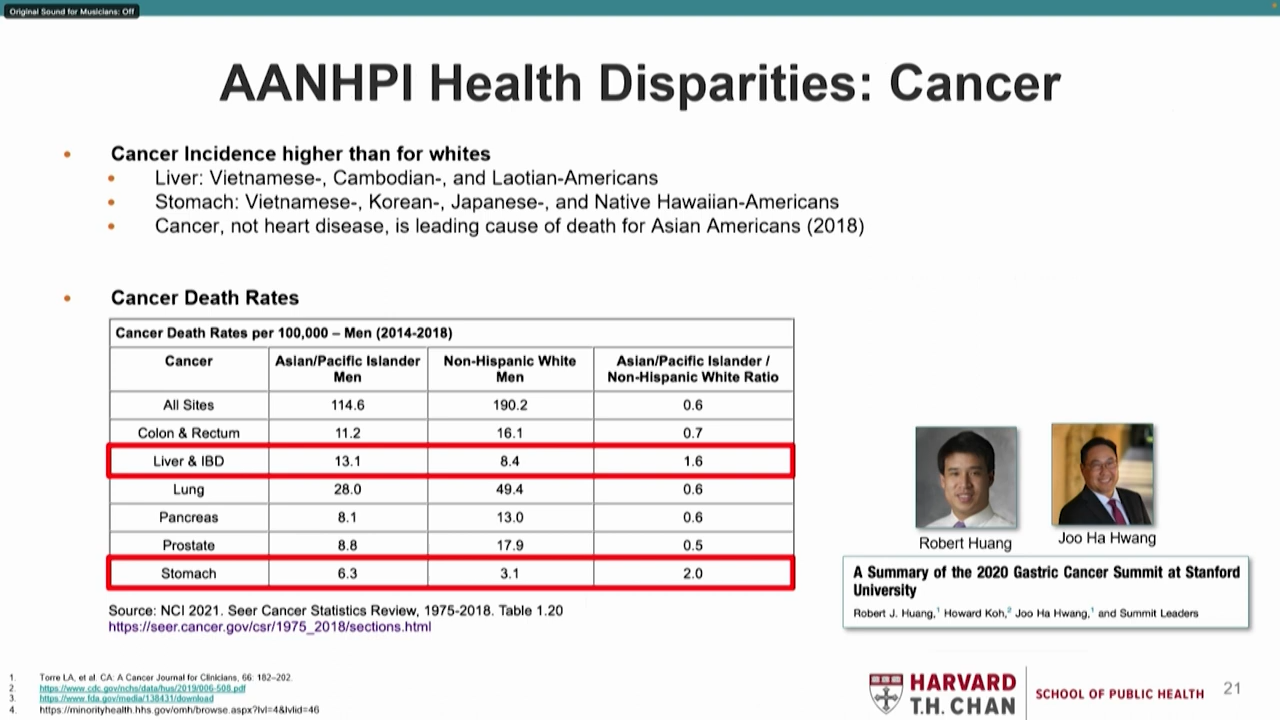 Original Sound for Musicians: Off
AANHPI Health Disparities: Cancer
• Cancer Incidence higher than for whites
• Liver: Vietnamese-, Cambodian-, and Laotian-Americans
• Stomach: Vietnamese-, Korean-, Japanese-, and Native Hawaiian-Americans
• Cancer, not heart disease, is leading cause of death for Asian Americans (2018)
• Cancer Death Rates
Cancer Death Rates per 100,000 – Men (2014-2018)
Cancer Asian/Pacific Islander Men Non-Hispanic White Men Asian/Pacific Islander / Non-Hispanic White Ratio
All Sites 114.6 190.2 0.6
Colon & Rectum 11.2 16.1 0.7
Liver & IBD 13.1 8.4 1.6
Lung 28.0 49.4 0.6
Pancreas 8.1 13.0 0.6
Prostate 8.8 17.9 0.5
Stomach 6.3 3.1 2.0
Source: NCI 2021. Seer Cancer Statistics Review, 1975-2018. Table 1.20
https://seer.cancer.gov/csr/1975_2018/sections.html
Robert Huang
Joo Ha Hwang
A Summary of the 2020 Gastric Cancer Summit at Stanford
University
Robert J. Huang,1 Howard Koh,2 Joo Ha Hwang,1 and Summit Leaders
1. Torre LA, et al. CA: A Cancer Journal for Clinicians, 66: 182–202.
2. https://www.cdc.gov/nchs/data/hus/2019/006-508.pdf
3. https://www.fda.gov/media/138431/download
4. https://minorityhealth.hhs.gov/omh/browse.aspx?lvl=4&lvlid=46
HARVARD
T.H. CHAN
SCHOOL OF PUBLIC HEALTH
21